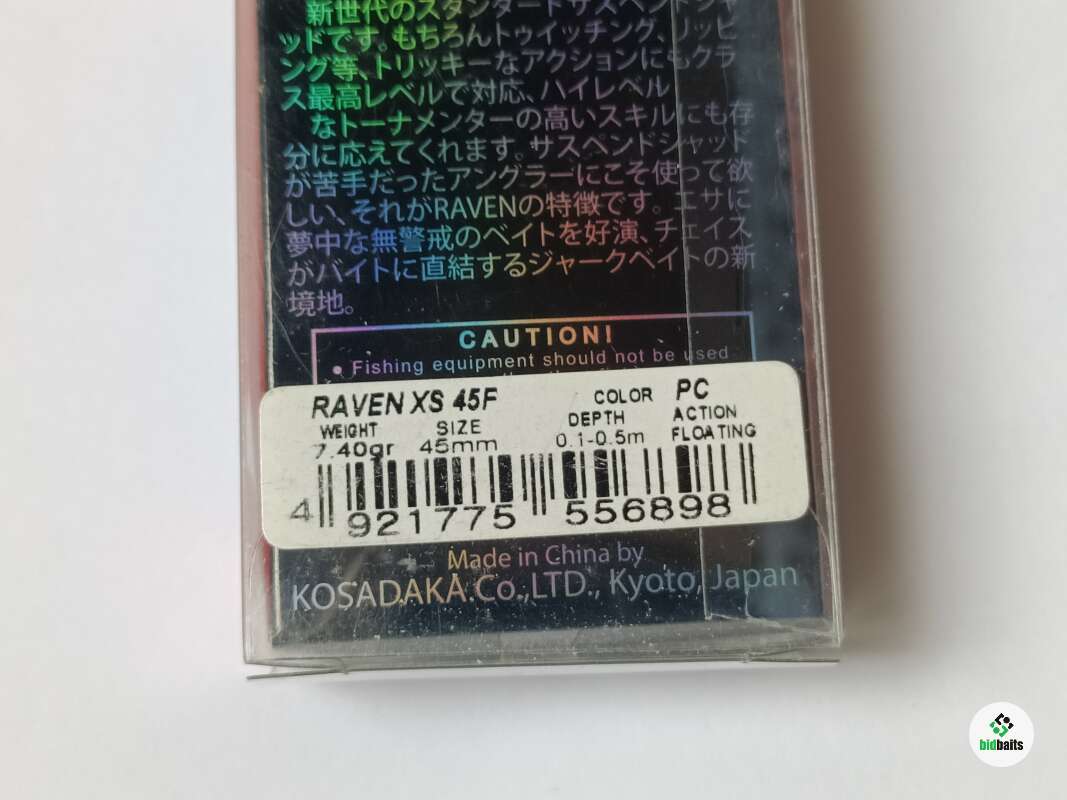 新世代のスタンダードサスペンドシャ
ッドです。もちろんトゥイッチング、リッピ
ング等、トリッキーなアクションにもクラ
ス最高レベルで対応、ハイレベル
なトーナメンターの高いスキルにも存
分に応えてくれます。サスペンドシャッド
が苦手だったアングラーにこそ使って欲
しい、それがRAVENの特徴です。エサに
夢中な無警戒のベイトを好演、チェイス
がバイトに直結するジャークベイトの新
境地。
CAUTION!
• Fishing equipment should not be used
RAVEN XS 45F COLOR PC
WEIGHT SIZE DEPTH ACTION
7.40gr 45mm 0.1-0.5m FLOATING
4 921775 556898
Made in China by
KOSADAKA.Co.,LTD., Kyoto, Japan
bidbaits